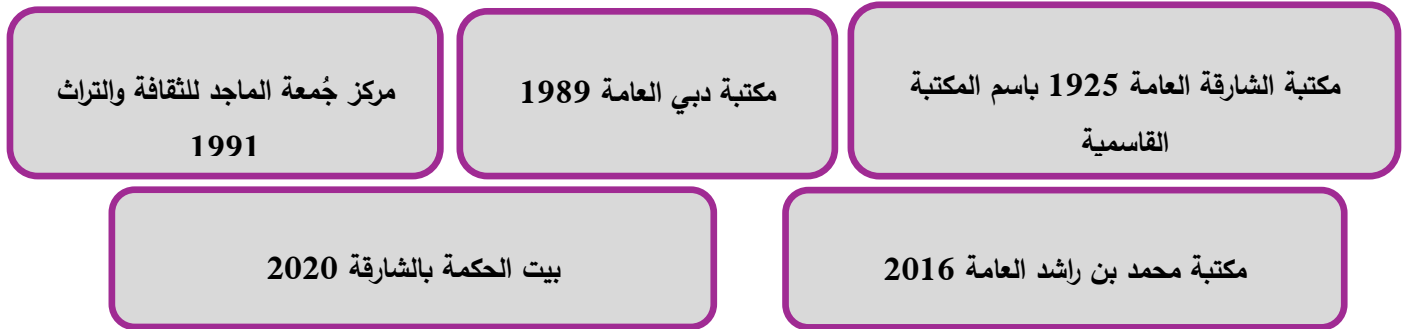 مكتبة الشارقة العامة 1925 باسم المكتبة
القاسمية
مكتبة دبي العامة 1989
مركز جُمعة الماجد للثقافة والتراث
1991
مكتبة محمد بن راشد العامة 2016
بيت الحكمة بالشارقة 2020